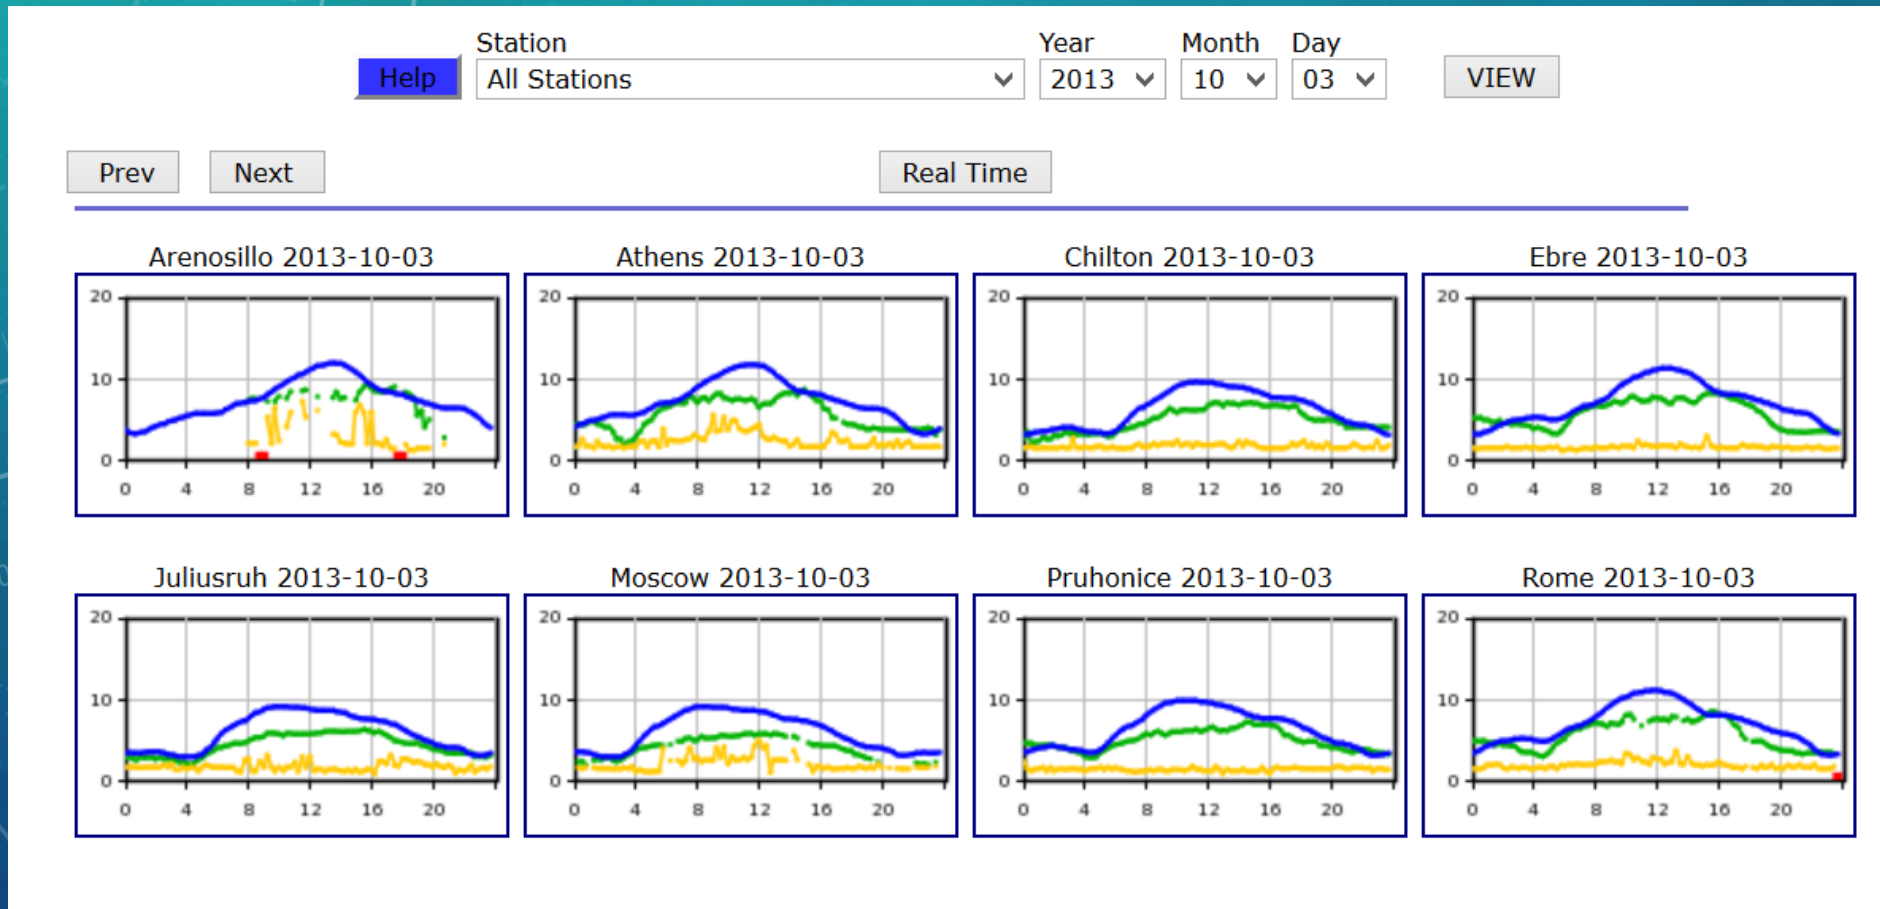 Station Year Month Day
Help All Stations 2013 10 03 VIEW
Prev Next Real Time
Arenosillo 2013-10-03 Athens 2013-10-03 Chilton 2013-10-03 Ebre 2013-10-03
20 20 20 20
10 10 10 10
0 0 0 0
0 4 8 12 16 20 0 4 8 12 16 20 0 4 8 12 16 20 0 4 8 12 16 20
Juliusruh 2013-10-03 Moscow 2013-10-03 Pruhonice 2013-10-03 Rome 2013-10-03
20 20 20 20
10 10 10 10
0 0 0 0
0 4 8 12 16 20 0 4 8 12 16 20 0 4 8 12 16 20 0 4 8 12 16 20